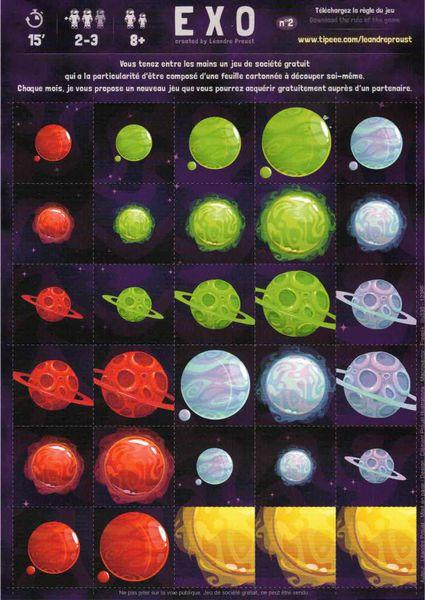 EXO
created by Léandre Proust
n°2
15' 2-3 8+
Téléchargez la règle du jeu
Download the rule of the game
www.tipeee.com/leandreproust
Vous tenez entre les mains un jeu de société gratuit
qui a la particularité d'être composé d'une feuille cartonnée à découper soi-même.
Chaque mois, je vous propose un nouveau jeu que vous pourrez acquérir gratuitement auprès d'un partenaire.
Ne pas jeter sur la voie publique. Jeu de société gratuit, ne peut être vendu.